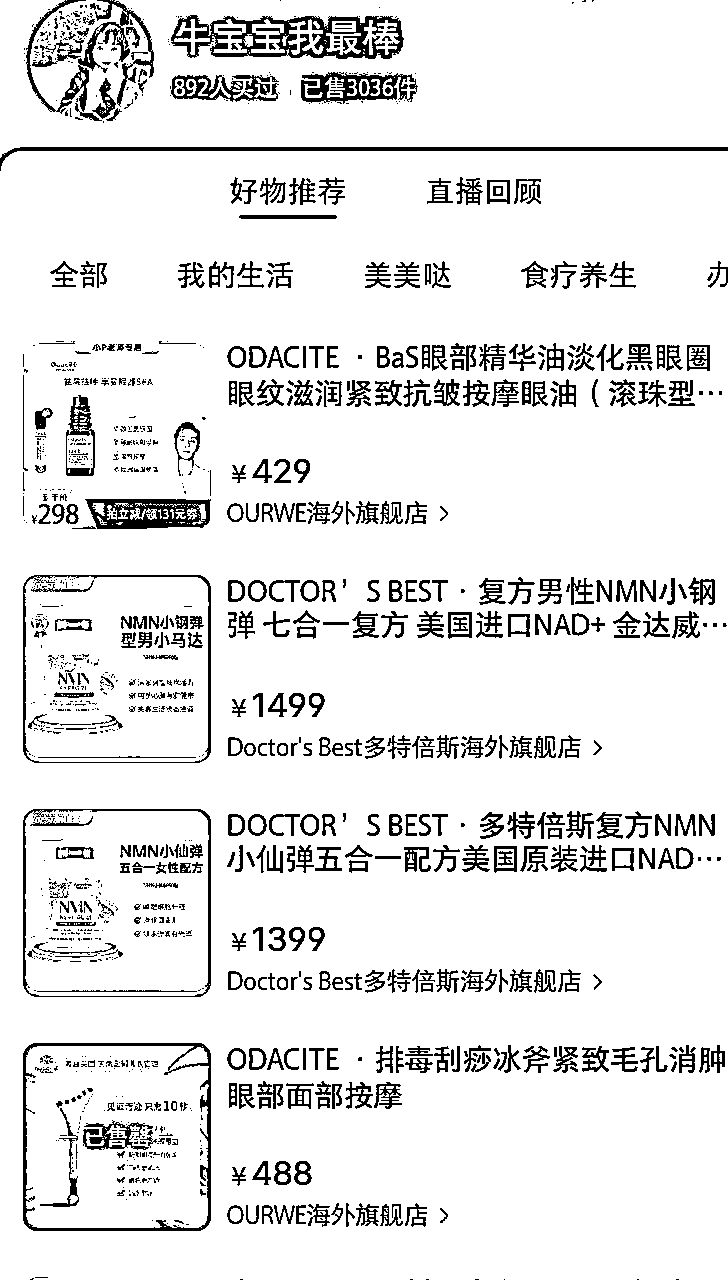 牛宝宝我最棒
892人买过 已售3036件
好物推荐 直播回顾
全部 我的生活 美美哒 食疗养生 办
ODACITE · BaS眼部精华油淡化黑眼圈
眼纹滋润紧致抗皱按摩眼油（滚珠型…
¥429
OURWE海外旗舰店 >
小P老师专属
¥298
DOCTOR’S BEST · 复方男性NMN小钢
弹 七合一复方 美国进口NAD+ 金达威…
¥1499
Doctor's Best多特倍斯海外旗舰店 >
NMN小钢弹
型男小马达
NMN
DOCTOR’S BEST · 多特倍斯复方NMN
小仙弹五合一配方美国原装进口NAD…
¥1399
Doctor's Best多特倍斯海外旗舰店 >
NMN小仙弹
五合一女性配方
NMN
ODACITE · 排毒刮痧冰斧紧致毛孔消肿
眼部面部按摩
¥488
OURWE海外旗舰店 >
已售罄